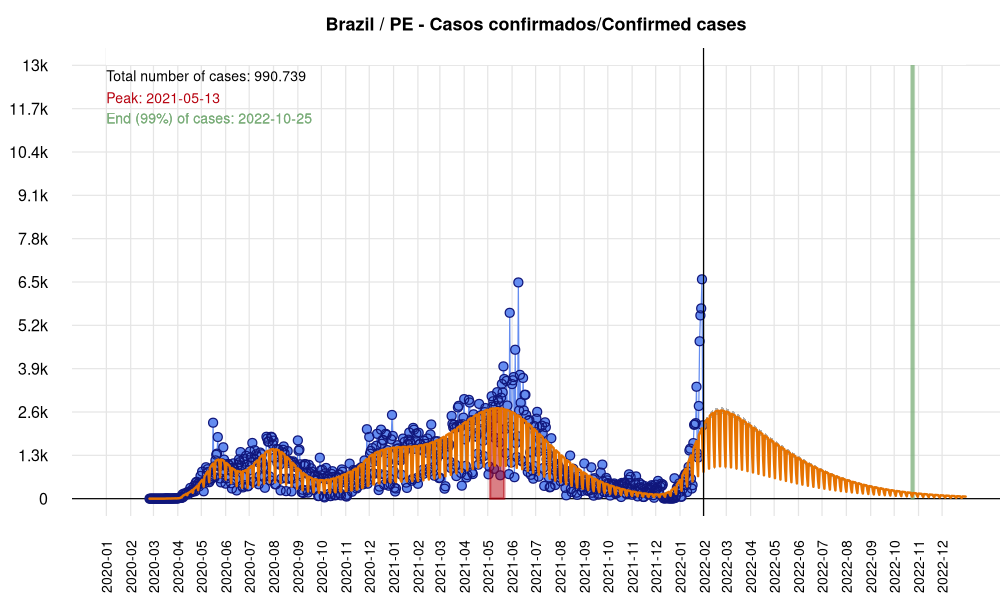 Brazil / PE - Casos confirmados/Confirmed cases
Total number of cases: 990.739
Peak: 2021-05-13
End (99%) of cases: 2022-10-25
13k
11.7k
10.4k
9.1k
7.8k
6.5k
5.2k
3.9k
2.6k
1.3k
0
2020-01
2020-02
2020-03
2020-04
2020-05
2020-06
2020-07
2020-08
2020-09
2020-10
2020-11
2020-12
2021-01
2021-02
2021-03
2021-04
2021-05
2021-06
2021-07
2021-08
2021-09
2021-10
2021-11
2021-12
2022-01
2022-02
2022-03
2022-04
2022-05
2022-06
2022-07
2022-08
2022-09
2022-10
2022-11
2022-12